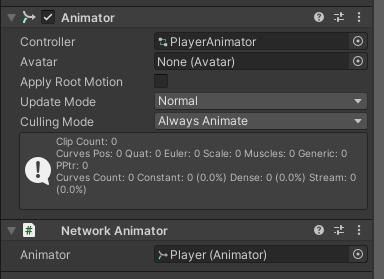 Animator
Controller PlayerAnimator
Avatar None (Avatar)
Apply Root Motion
Update Mode Normal
Culling Mode Always Animate
Clip Count: 0
Curves Pos: 0 Quat: 0 Euler: 0 Scale: 0 Muscles: 0 Generic: 0
PPtr: 0
Curves Count: 0 Constant: 0 (0.0%) Dense: 0 (0.0%) Stream: 0
(0.0%)
# Network Animator
Animator Player (Animator)